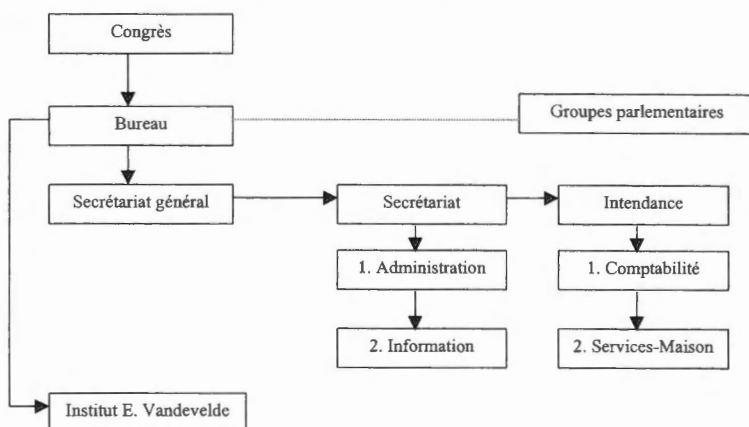 Congrès
Bureau
Groupes parlementaires
Secrétariat général
Secrétariat
Intendance
1. Administration
1. Comptabilité
2. Information
2. Services-Maison
Institut E. Vandevelde